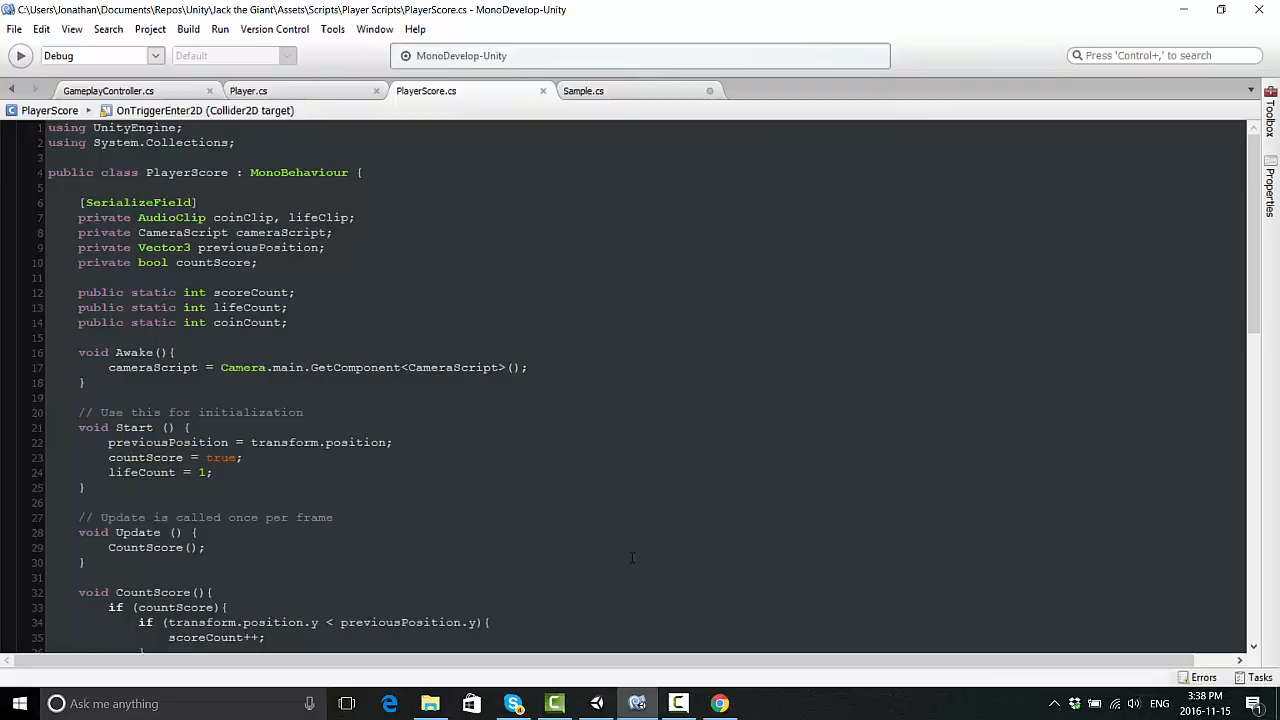 C:\Users\Jonathan\Documents\Repos\Unity\Jack the Giant\Assets\Scripts\Player Scripts\PlayerScore.cs - MonoDevelop-Unity
File Edit View Search Project Build Run Version Control Tools Window Help
Debug Default MonoDevelop-Unity Press 'Control+,' to search
GameplayController.cs Player.cs PlayerScore.cs Sample.cs
PlayerScore OnTriggerEnter2D (Collider2D target)
1 using UnityEngine;
2 using System.Collections;
3
4 public class PlayerScore : MonoBehaviour {
5
6 [SerializeField]
7 private AudioClip coinClip, lifeClip;
8 private CameraScript cameraScript;
9 private Vector3 previousPosition;
10 private bool countScore;
11
12 public static int scoreCount;
13 public static int lifeCount;
14 public static int coinCount;
15
16 void Awake(){
17 cameraScript = Camera.main.GetComponent<CameraScript>();
18 }
19
20 // Use this for initialization
21 void Start () {
22 previousPosition = transform.position;
23 countScore = true;
24 lifeCount = 1;
25 }
26
27 // Update is called once per frame
28 void Update () {
29 CountScore();
30 }
31
32 void CountScore(){
33 if (countScore){
34 if (transform.position.y < previousPosition.y){
35 scoreCount++;
Toolbox
Properties
Errors Tasks
Ask me anything
ENG
3:38 PM
2016-11-15